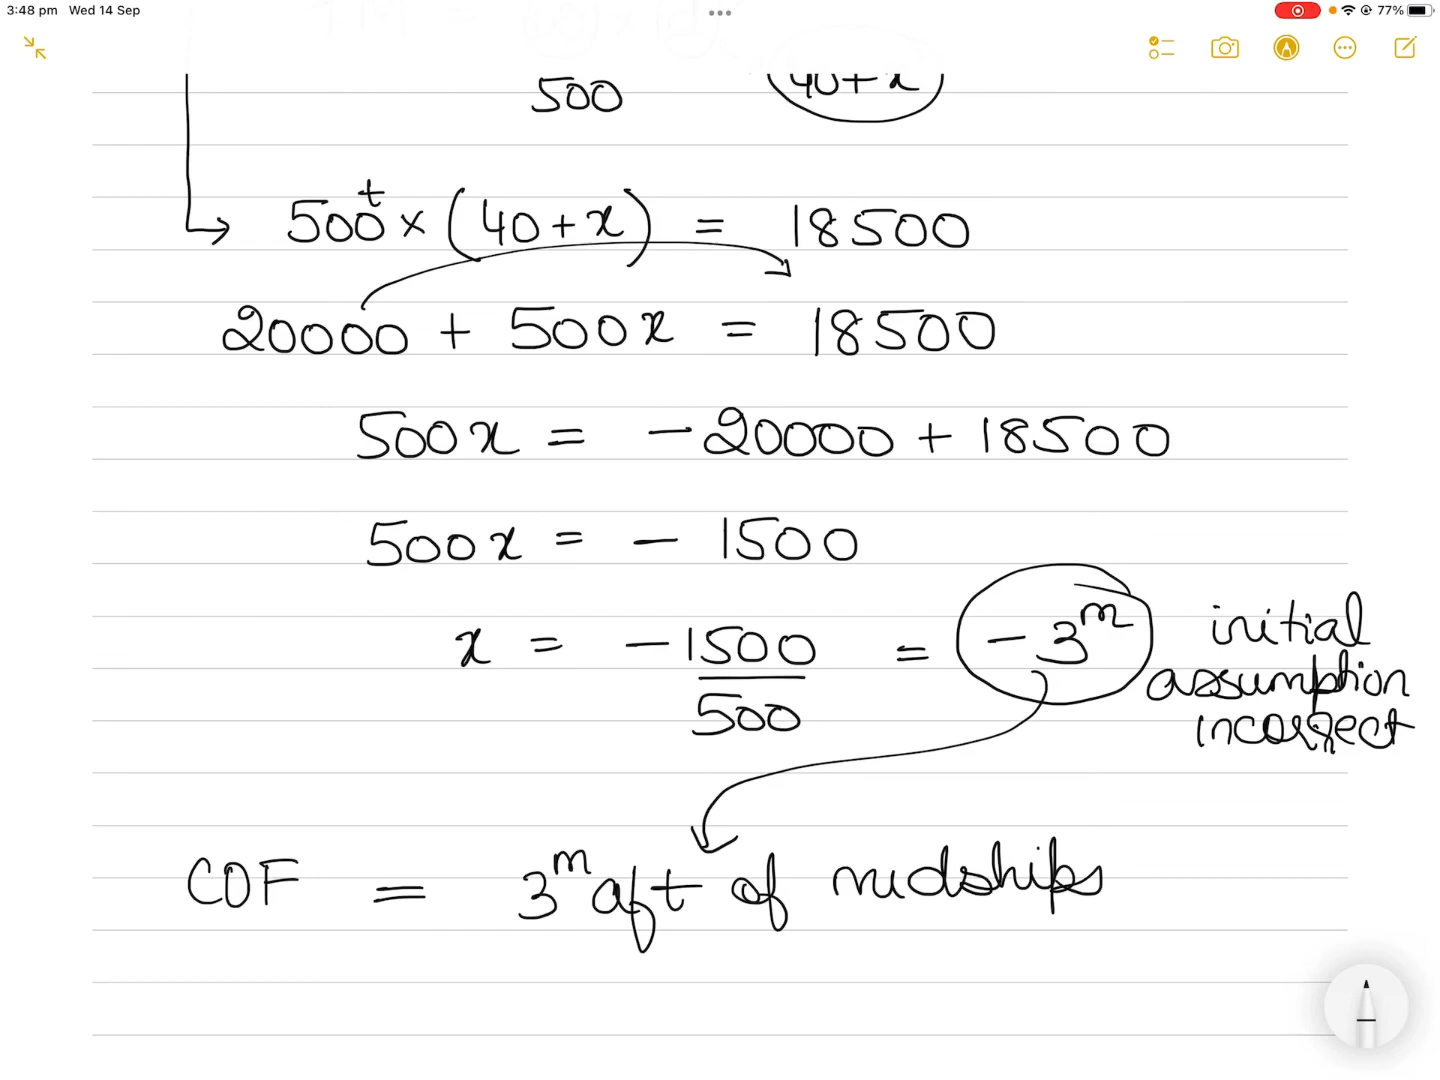 3:48 pm Wed 14 Sep
77%
500 40+x
500ᵗ × (40 + x) = 18500
20000 + 500x = 18500
500x = - 20000 + 18500
500x = - 1500
x = -1500/500 = - 3ᵐ
initial
assumption
incorrect
COF = 3ᵐ aft of midships